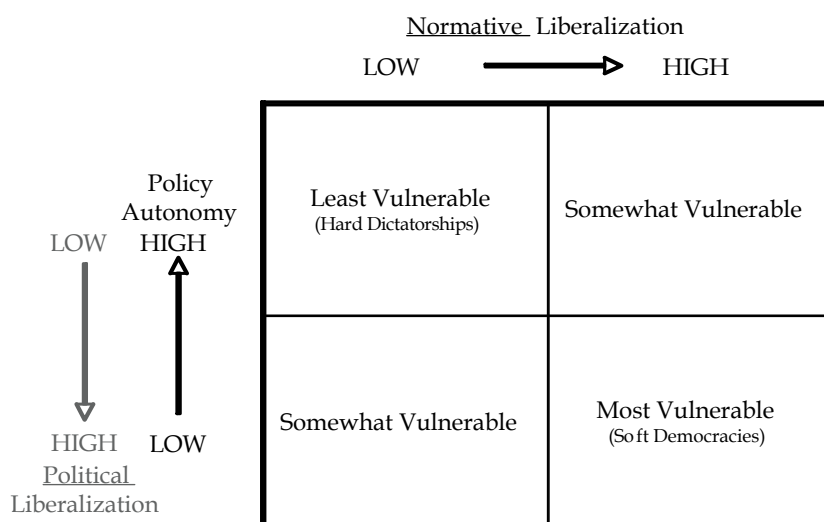 Normative Liberalization
LOW HIGH
Policy
Autonomy
LOW HIGH
Least Vulnerable
(Hard Dictatorships)
Somewhat Vulnerable
Somewhat Vulnerable
Most Vulnerable
(Soft Democracies)
HIGH LOW
Political
Liberalization